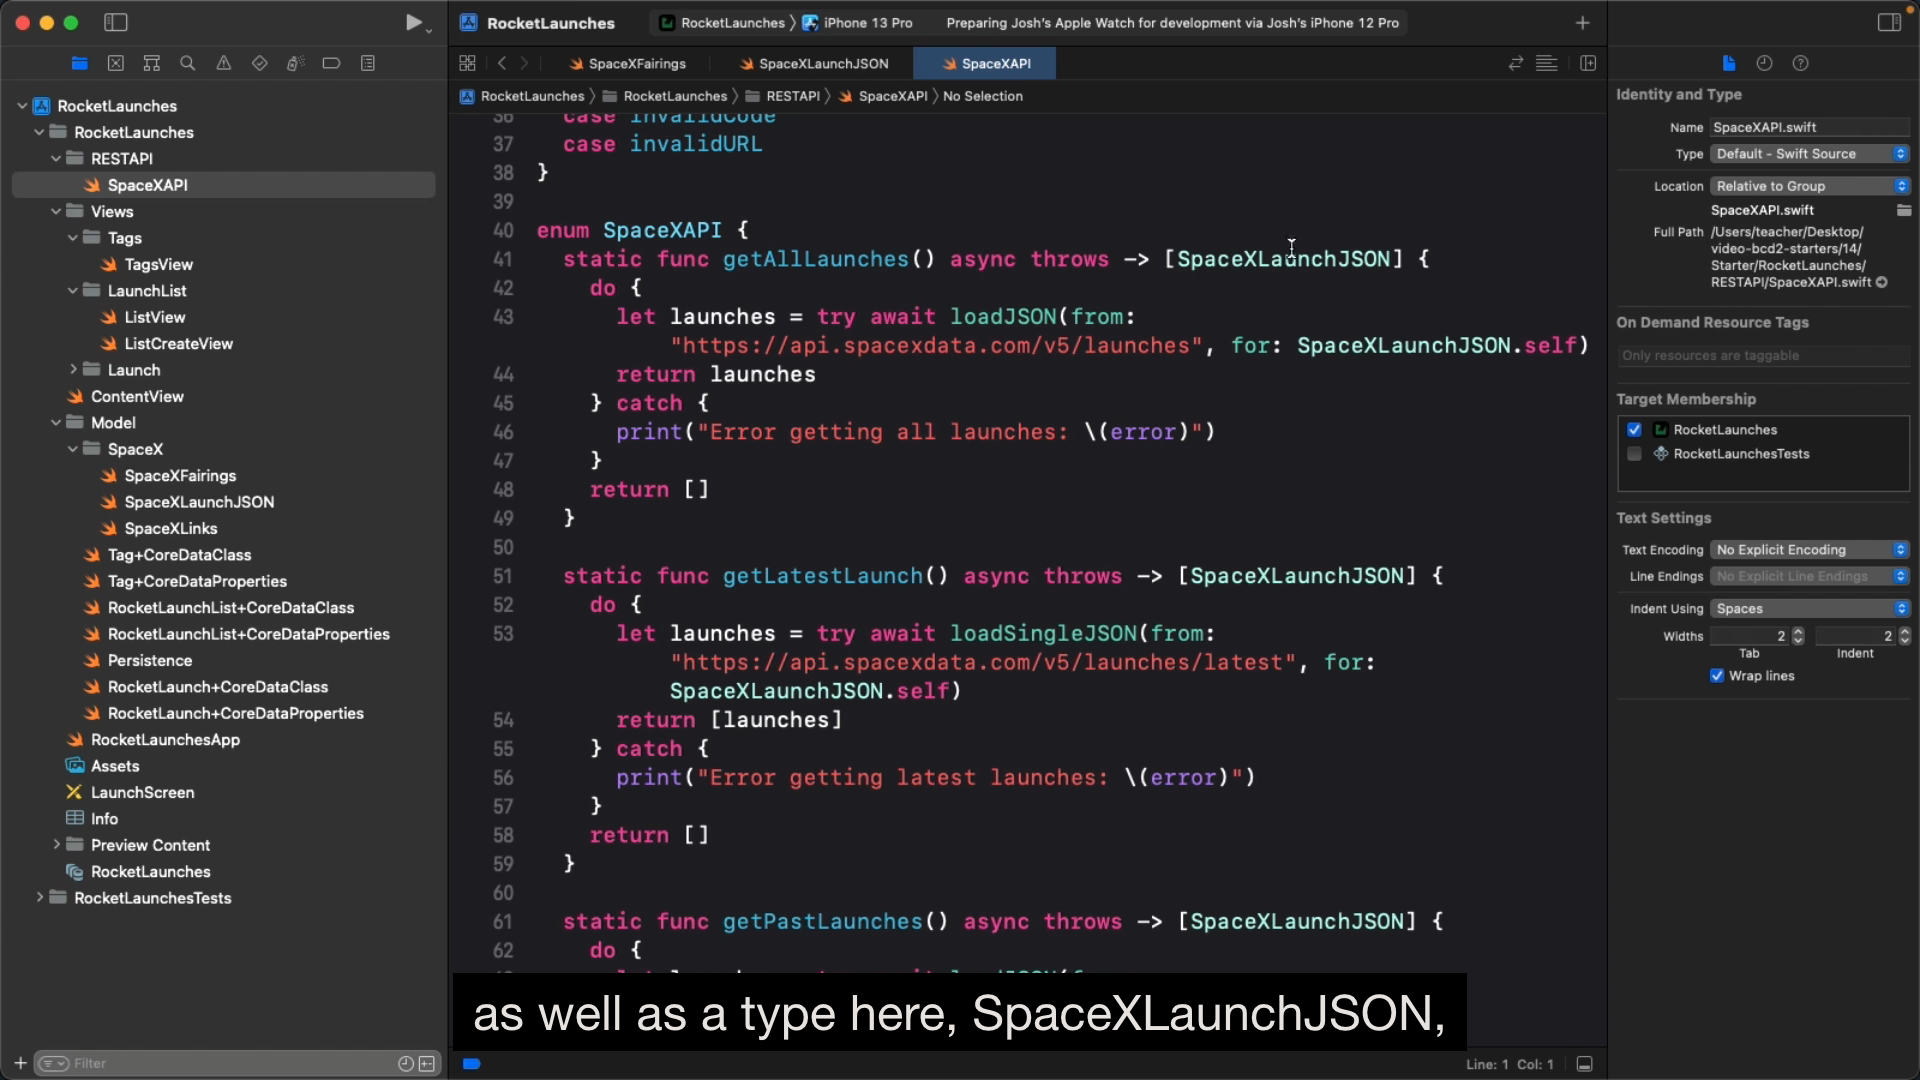 RocketLaunches
RocketLaunches 〉 iPhone 13 Pro
Preparing Josh's Apple Watch for development via Josh's iPhone 12 Pro
SpaceXFairings
SpaceXLaunchJSON
SpaceXAPI
RocketLaunches 〉 RocketLaunches 〉 RESTAPI 〉 SpaceXAPI 〉 No Selection
RocketLaunches
RocketLaunches
RESTAPI
SpaceXAPI
Views
Tags
TagsView
LaunchList
ListView
ListCreateView
Launch
ContentView
Model
SpaceX
SpaceXFairings
SpaceXLaunchJSON
SpaceXLinks
Tag+CoreDataClass
Tag+CoreDataProperties
RocketLaunchList+CoreDataClass
RocketLaunchList+CoreDataProperties
Persistence
RocketLaunch+CoreDataClass
RocketLaunch+CoreDataProperties
RocketLaunchesApp
Assets
LaunchScreen
Info
Preview Content
RocketLaunches
RocketLaunchesTests
Filter
36 case invalidCode
37 case invalidURL
38 }
39
40 enum SpaceXAPI {
41 static func getAllLaunches() async throws -> [SpaceXLaunchJSON] {
42 do {
43 let launches = try await loadJSON(from:
"https://api.spacexdata.com/v5/launches", for: SpaceXLaunchJSON.self)
44 return launches
45 } catch {
46 print("Error getting all launches: \(error)")
47 }
48 return []
49 }
50
51 static func getLatestLaunch() async throws -> [SpaceXLaunchJSON] {
52 do {
53 let launches = try await loadSingleJSON(from:
"https://api.spacexdata.com/v5/launches/latest", for:
SpaceXLaunchJSON.self)
54 return [launches]
55 } catch {
56 print("Error getting latest launches: \(error)")
57 }
58 return []
59 }
60
61 static func getPastLaunches() async throws -> [SpaceXLaunchJSON] {
62 do {
as well as a type here, SpaceXLaunchJSON,
Line: 1 Col: 1
Identity and Type
Name SpaceXAPI.swift
Type Default - Swift Source
Location Relative to Group
SpaceXAPI.swift
Full Path /Users/teacher/Desktop/
video-bcd2-starters/14/
Starter/RocketLaunches/
RESTAPI/SpaceXAPI.swift
On Demand Resource Tags
Only resources are taggable
Target Membership
RocketLaunches
RocketLaunchesTests
Text Settings
Text Encoding No Explicit Encoding
Line Endings No Explicit Line Endings
Indent Using Spaces
Widths 2 2
Tab Indent
Wrap lines